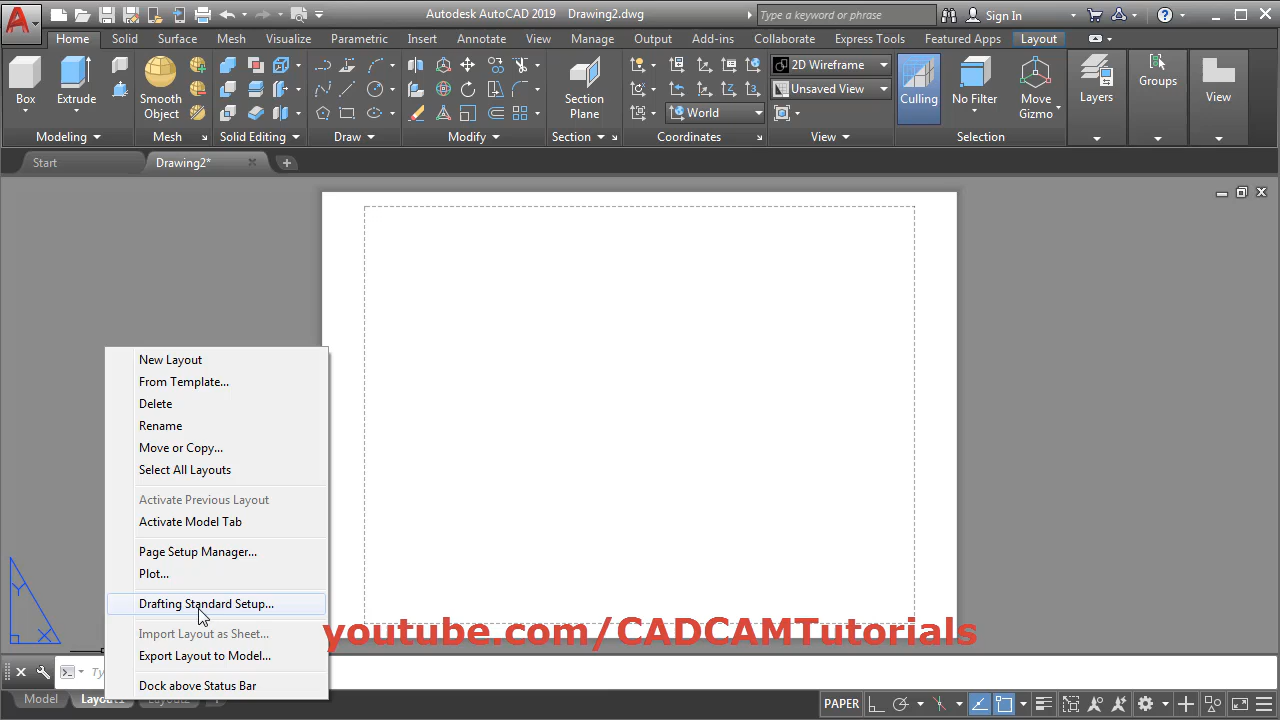 Autodesk AutoCAD 2019 Drawing2.dwg
Type a keyword or phrase
Sign In
Home Solid Surface Mesh Visualize Parametric Insert Annotate View Manage Output Add-ins Collaborate Express Tools Featured Apps Layout
2D Wireframe
Unsaved View
World
Box Extrude Smooth Object Section Plane Culling No Filter Move Gizmo Layers Groups View
Modeling Mesh Solid Editing Draw Modify Section Coordinates View Selection
Start Drawing2*
New Layout
From Template...
Delete
Rename
Move or Copy...
Select All Layouts
Activate Previous Layout
Activate Model Tab
Page Setup Manager...
Plot...
Drafting Standard Setup...
Import Layout as Sheet...
Export Layout to Model...
Dock above Status Bar
Y
X
youtube.com/CADCAMTutorials
Model Layout1
PAPER